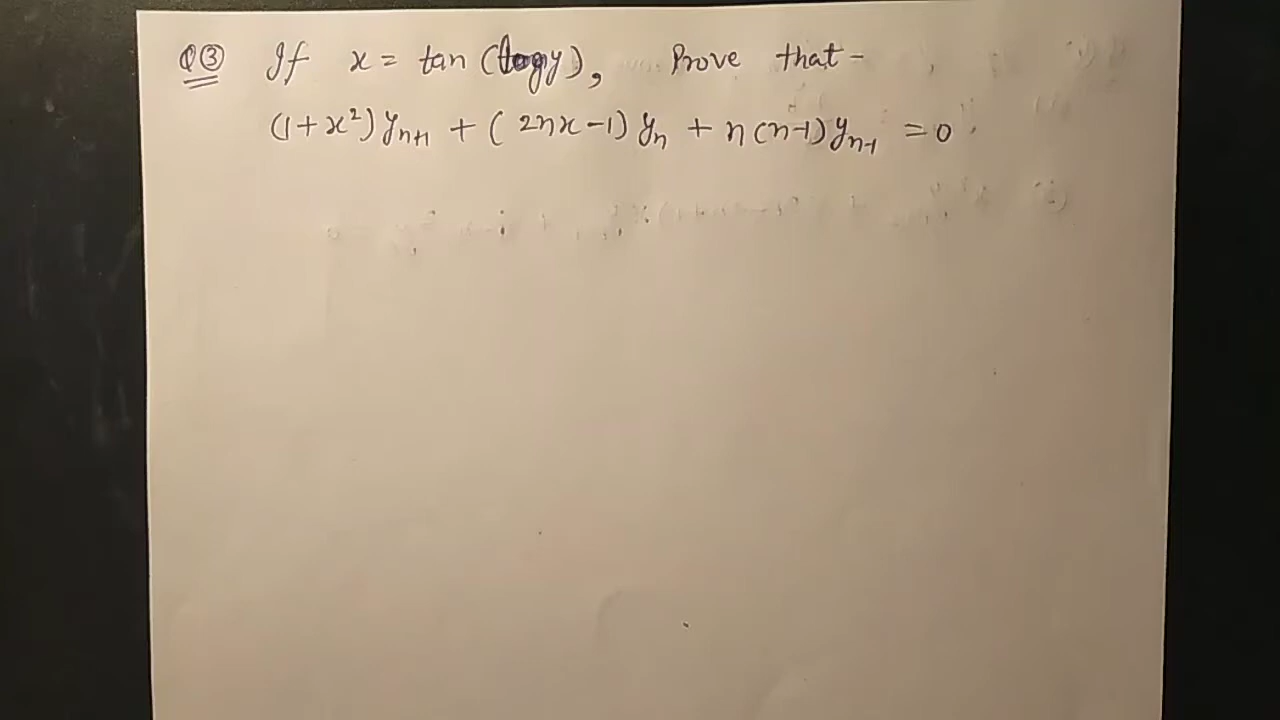 Q③ If x = tan (logy), Prove that -
(1+x²)yₙ₊₁ + (2nx-1)yₙ + n(n-1)yₙ₋₁ = 0.